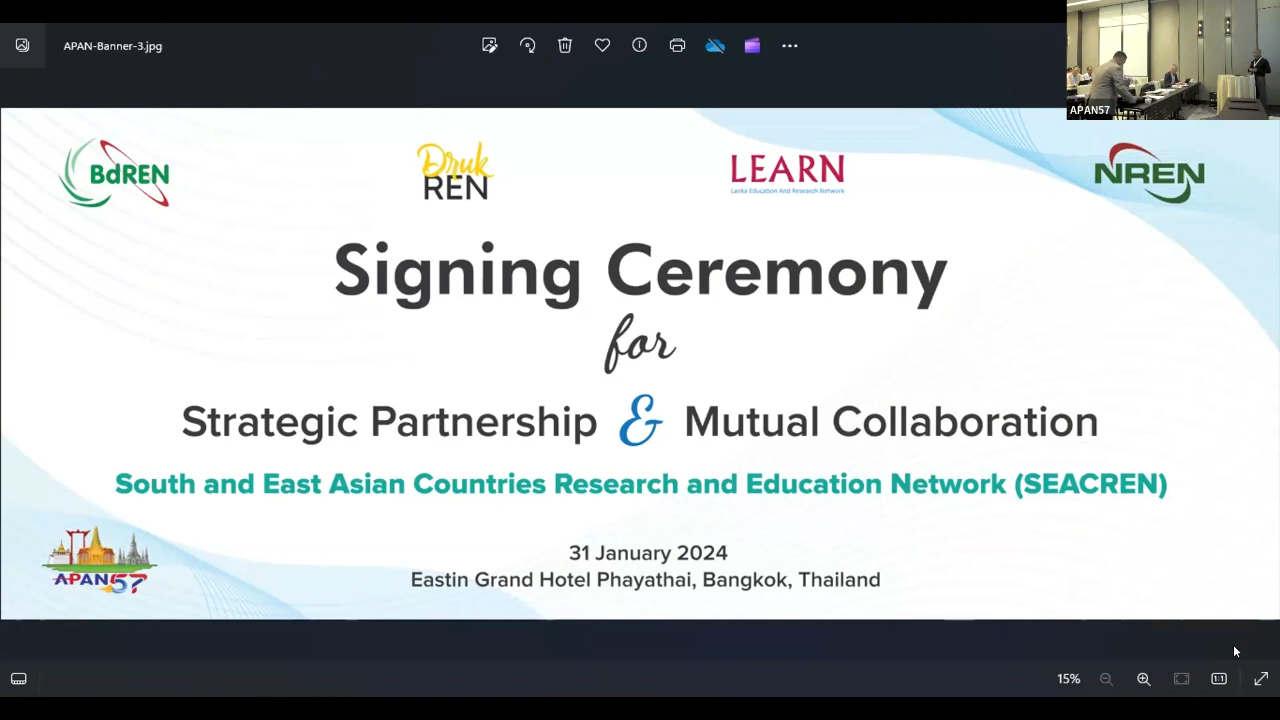 APAN-Banner-3.jpg
APAN57
BdREN
Druk
REN
LEARN
Lanka Education And Research Network
NREN
Signing Ceremony
for
Strategic Partnership & Mutual Collaboration
South and East Asian Countries Research and Education Network (SEACREN)
APAN57
31 January 2024
Eastin Grand Hotel Phayathai, Bangkok, Thailand
15%
1:1